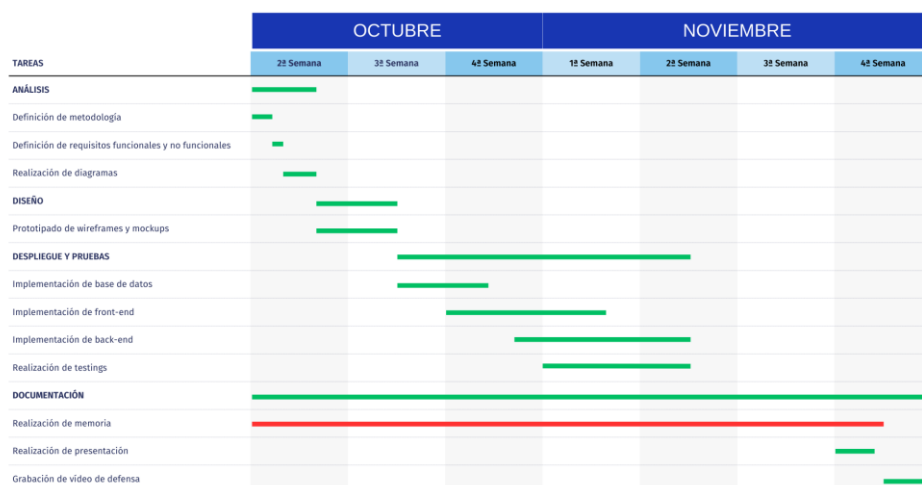 OCTUBRE NOVIEMBRE
TAREAS 2ª Semana 3ª Semana 4ª Semana 1ª Semana 2ª Semana 3ª Semana 4ª Semana
ANÁLISIS
Definición de metodología
Definición de requisitos funcionales y no funcionales
Realización de diagramas
DISEÑO
Prototipado de wireframes y mockups
DESPLIEGUE Y PRUEBAS
Implementación de base de datos
Implementación de front-end
Implementación de back-end
Realización de testings
DOCUMENTACIÓN
Realización de memoria
Realización de presentación
Grabación de vídeo de defensa